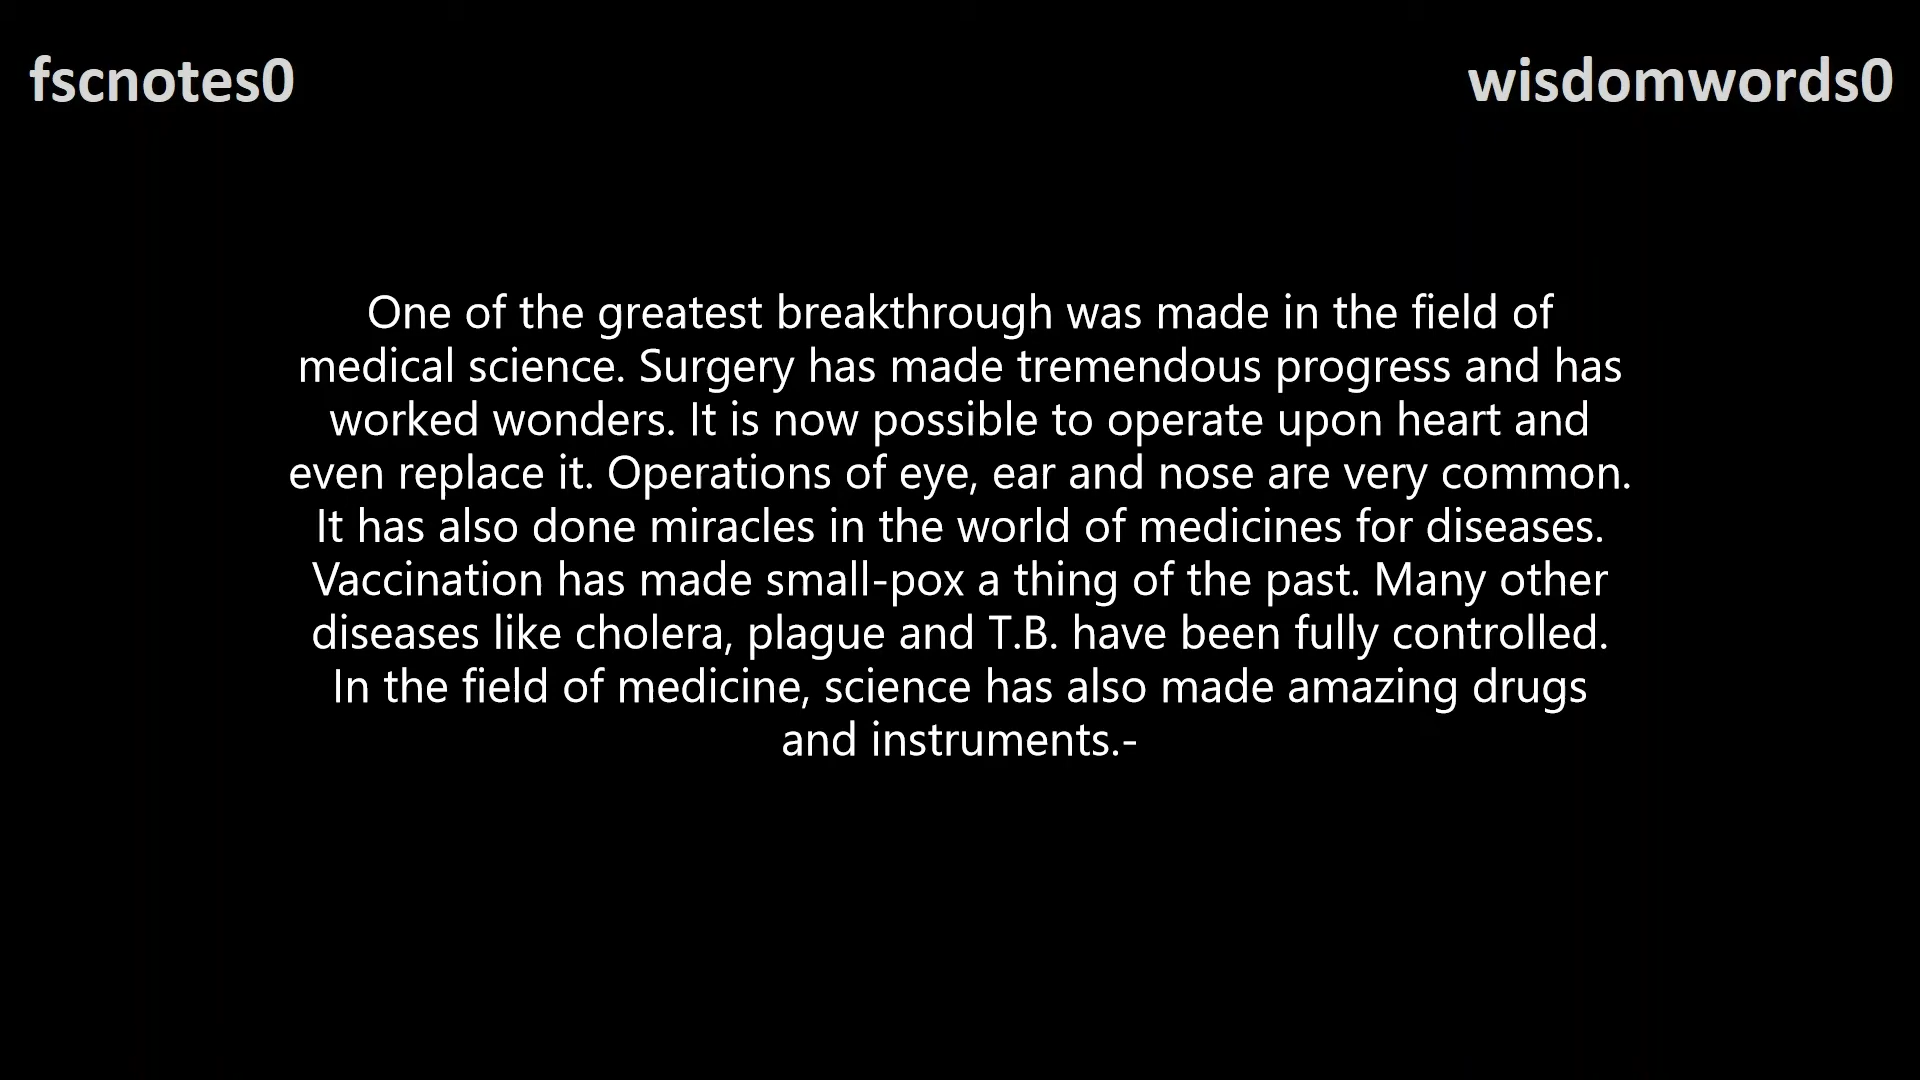 fscnotes0
wisdomwords0
One of the greatest breakthrough was made in the field of
medical science. Surgery has made tremendous progress and has
worked wonders. It is now possible to operate upon heart and
even replace it. Operations of eye, ear and nose are very common.
It has also done miracles in the world of medicines for diseases.
Vaccination has made small-pox a thing of the past. Many other
diseases like cholera, plague and T.B. have been fully controlled.
In the field of medicine, science has also made amazing drugs
and instruments.-